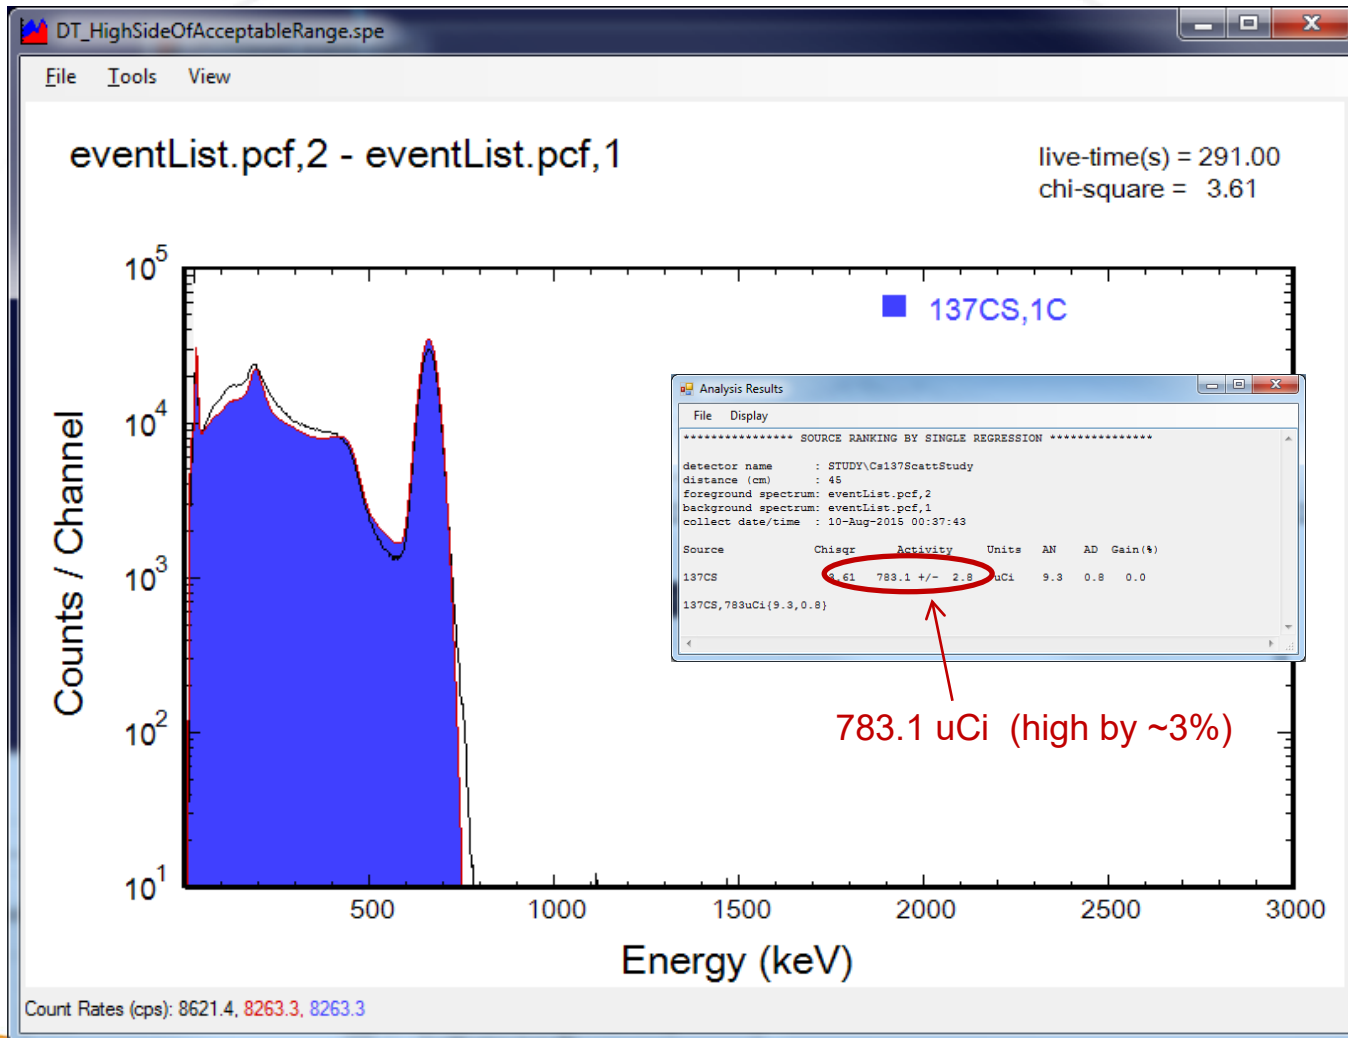 DT_HighSideOfAcceptableRange.spe
File Tools View
eventList.pcf,2 - eventList.pcf,1
live-time(s) = 291.00
chi-square = 3.61
10^5
10^4
10^3
10^2
10^1
Counts / Channel
137CS,1C
Analysis Results
File Display
**************** SOURCE RANKING BY SINGLE REGRESSION ***************
detector name : STUDY\Cs137ScattStudy
distance (cm) : 45
foreground spectrum: eventList.pcf,2
background spectrum: eventList.pcf,1
collect date/time : 10-Aug-2015 00:37:43
Source Chisqr Activity Units AN AD Gain(%)
137CS 3.61 783.1 +/- 2.8 uCi 9.3 0.8 0.0
137CS,783uCi{9.3,0.8}
783.1 uCi (high by ~3%)
500 1000 1500 2000 2500 3000
Energy (keV)
Count Rates (cps): 8621.4, 8263.3, 8263.3